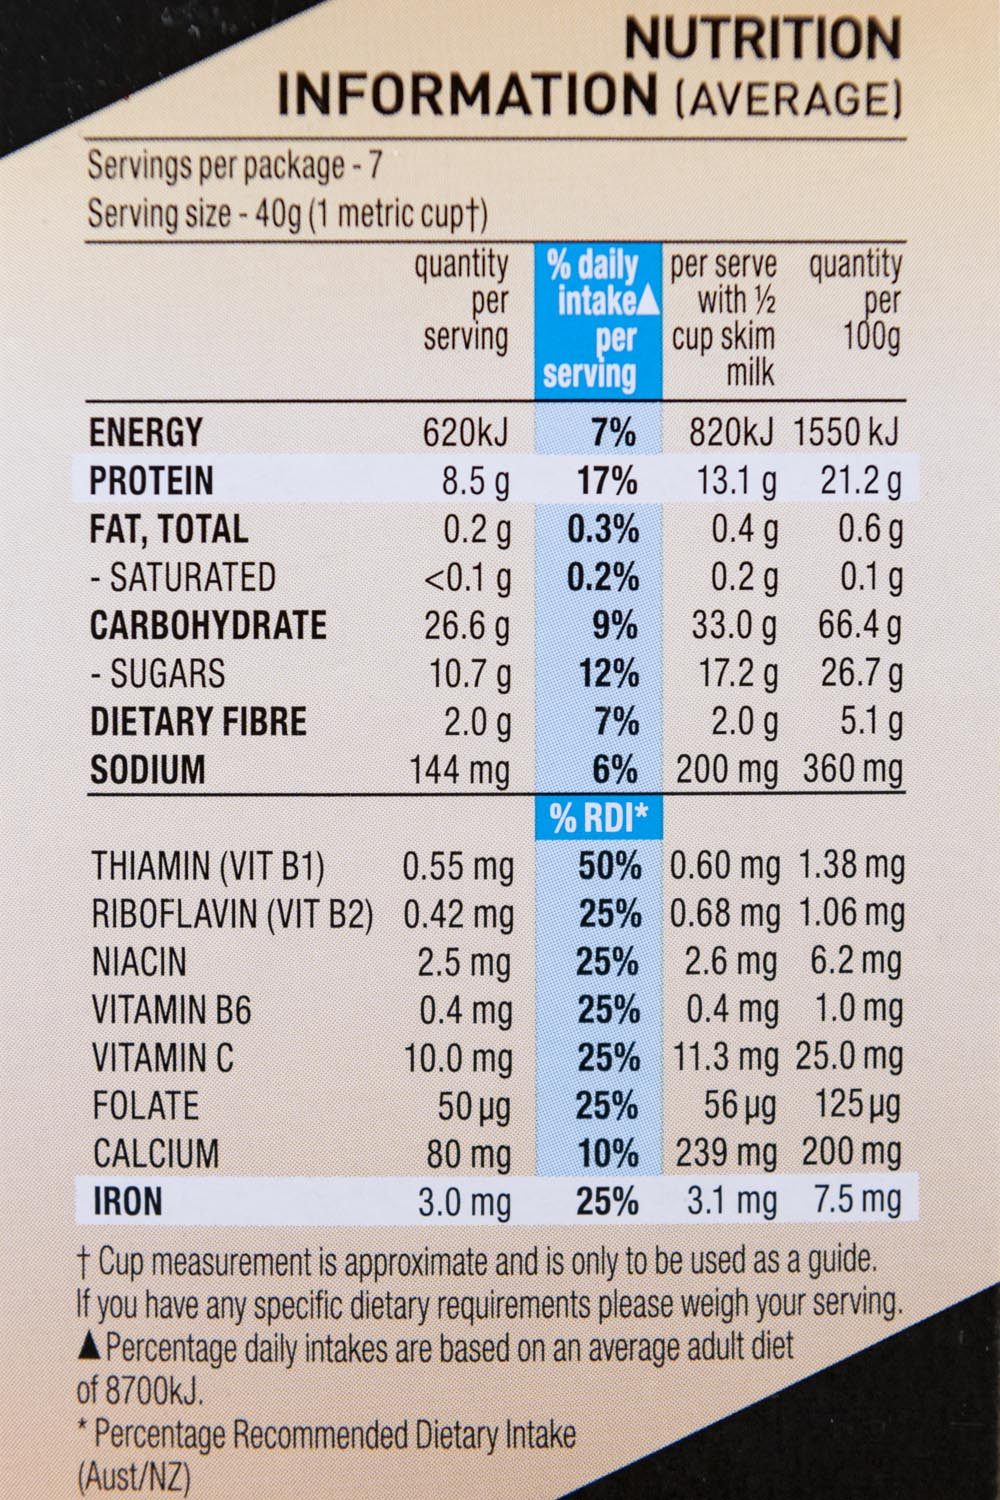 NUTRITION
INFORMATION (AVERAGE)
Servings per package - 7
Serving size - 40g (1 metric cup†)
quantity % daily per serve quantity
per intake▲ with ½ per
serving per cup skim 100g
serving milk
ENERGY 620kJ 7% 820kJ 1550 kJ
PROTEIN 8.5 g 17% 13.1 g 21.2 g
FAT, TOTAL 0.2 g 0.3% 0.4 g 0.6 g
- SATURATED <0.1 g 0.2% 0.2 g 0.1 g
CARBOHYDRATE 26.6 g 9% 33.0 g 66.4 g
- SUGARS 10.7 g 12% 17.2 g 26.7 g
DIETARY FIBRE 2.0 g 7% 2.0 g 5.1 g
SODIUM 144 mg 6% 200 mg 360 mg
% RDI*
THIAMIN (VIT B1) 0.55 mg 50% 0.60 mg 1.38 mg
RIBOFLAVIN (VIT B2) 0.42 mg 25% 0.68 mg 1.06 mg
NIACIN 2.5 mg 25% 2.6 mg 6.2 mg
VITAMIN B6 0.4 mg 25% 0.4 mg 1.0 mg
VITAMIN C 10.0 mg 25% 11.3 mg 25.0 mg
FOLATE 50 µg 25% 56 µg 125 µg
CALCIUM 80 mg 10% 239 mg 200 mg
IRON 3.0 mg 25% 3.1 mg 7.5 mg
† Cup measurement is approximate and is only to be used as a guide.
If you have any specific dietary requirements please weigh your serving.
▲ Percentage daily intakes are based on an average adult diet
of 8700kJ.
* Percentage Recommended Dietary Intake
(Aust/NZ)